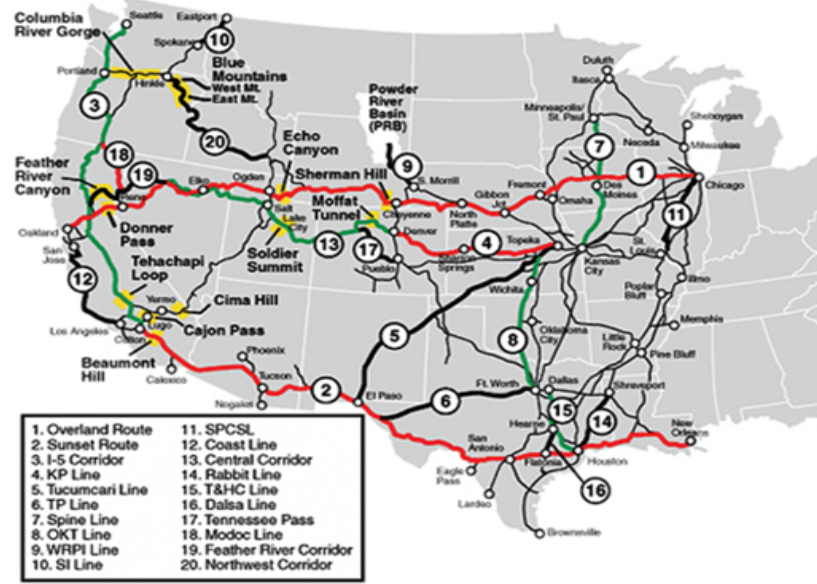 Columbia
River Gorge
Seattle
Eastport
10
Spokane
Portland
Hinkle
Blue
Mountains
West Mt.
East Mt.
Duluth
Itasca
3
Powder
River
Basin
(PRB)
Minneapolis/
St. Paul
Sheboygan
20
Echo
Canyon
Neceda
Milwaukee
7
18
Feather
River
Canyon
19
Elko
Ogden
Sherman Hill
9
S. Morrill
1
Chicago
Reno
Salt
Lake
City
Moffat
Tunnel
Cheyenne
North
Platte
Gibbon
Jct.
Fremont
Omaha
Des
Moines
11
Oakland
San
Jose
Donner
Pass
Soldier
Summit
13
17
Denver
Pueblo
4
Sharon
Springs
Topeka
Kansas
City
St.
Louis
12
Tehachapi
Loop
Wichita
Poplar
Bluff
Illmo
Yermo
Cima Hill
Los Angeles
Lugo
Colton
Cajon Pass
5
8
Oklahoma
City
Memphis
Little
Rock
Pine Bluff
Beaumont
Hill
Calexico
Phoenix
Tucson
Nogales
2
El Paso
6
Ft. Worth
Dallas
Shreveport
15
14
Hearne
San
Antonio
Eagle
Pass
Flatonia
Houston
New
Orleans
16
Laredo
Brownsville
1. Overland Route
2. Sunset Route
3. I-5 Corridor
4. KP Line
5. Tucumcari Line
6. TP Line
7. Spine Line
8. OKT Line
9. WRPI Line
10. SI Line
11. SPCSL
12. Coast Line
13. Central Corridor
14. Rabbit Line
15. T&HC Line
16. Dalsa Line
17. Tennessee Pass
18. Modoc Line
19. Feather River Corridor
20. Northwest Corridor